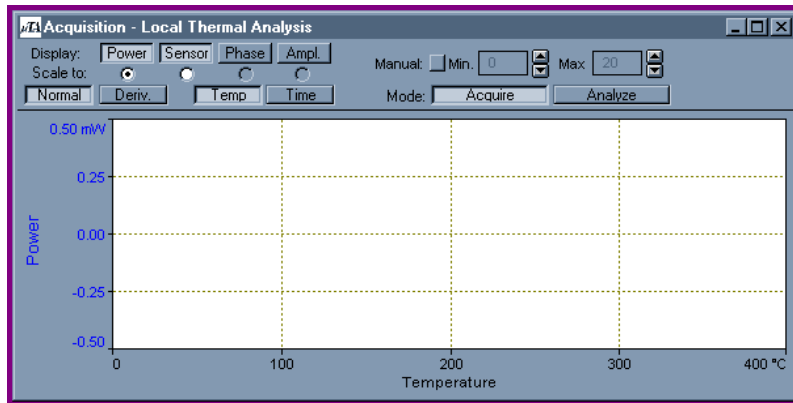 µTA Acquisition - Local Thermal Analysis
Display: Power Sensor Phase Ampl.
Manual: Min. 0 Max 20
Scale to:
Normal Deriv. Temp Time Mode: Acquire Analyze
0.50 mW
0.25
0.00
-0.25
-0.50
Power
0 100 200 300 400 °C
Temperature